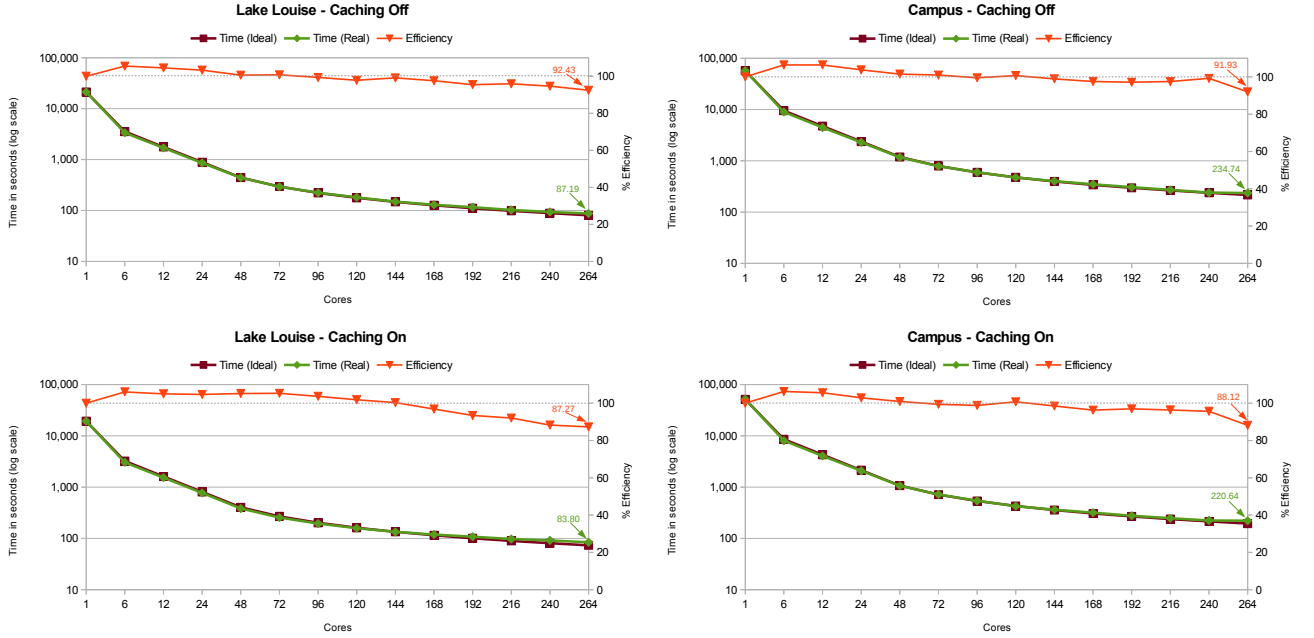 Lake Louise - Caching Off
Time (Ideal) Time (Real) Efficiency
Time in seconds (log scale)
100,000
10,000
1,000
100
10
92.43
87.19
100
80
60
40
20
0
% Efficiency
1 6 12 24 48 72 96 120 144 168 192 216 240 264
Cores
Campus - Caching Off
Time (Ideal) Time (Real) Efficiency
Time in seconds (log scale)
100,000
10,000
1,000
100
10
91.93
234.74
100
80
60
40
20
0
% Efficiency
1 6 12 24 48 72 96 120 144 168 192 216 240 264
Cores
Lake Louise - Caching On
Time (Ideal) Time (Real) Efficiency
Time in seconds (log scale)
100,000
10,000
1,000
100
10
87.27
83.80
100
80
60
40
20
0
% Efficiency
1 6 12 24 48 72 96 120 144 168 192 216 240 264
Cores
Campus - Caching On
Time (Ideal) Time (Real) Efficiency
Time in seconds (log scale)
100,000
10,000
1,000
100
10
88.12
220.64
100
80
60
40
20
0
% Efficiency
1 6 12 24 48 72 96 120 144 168 192 216 240 264
Cores